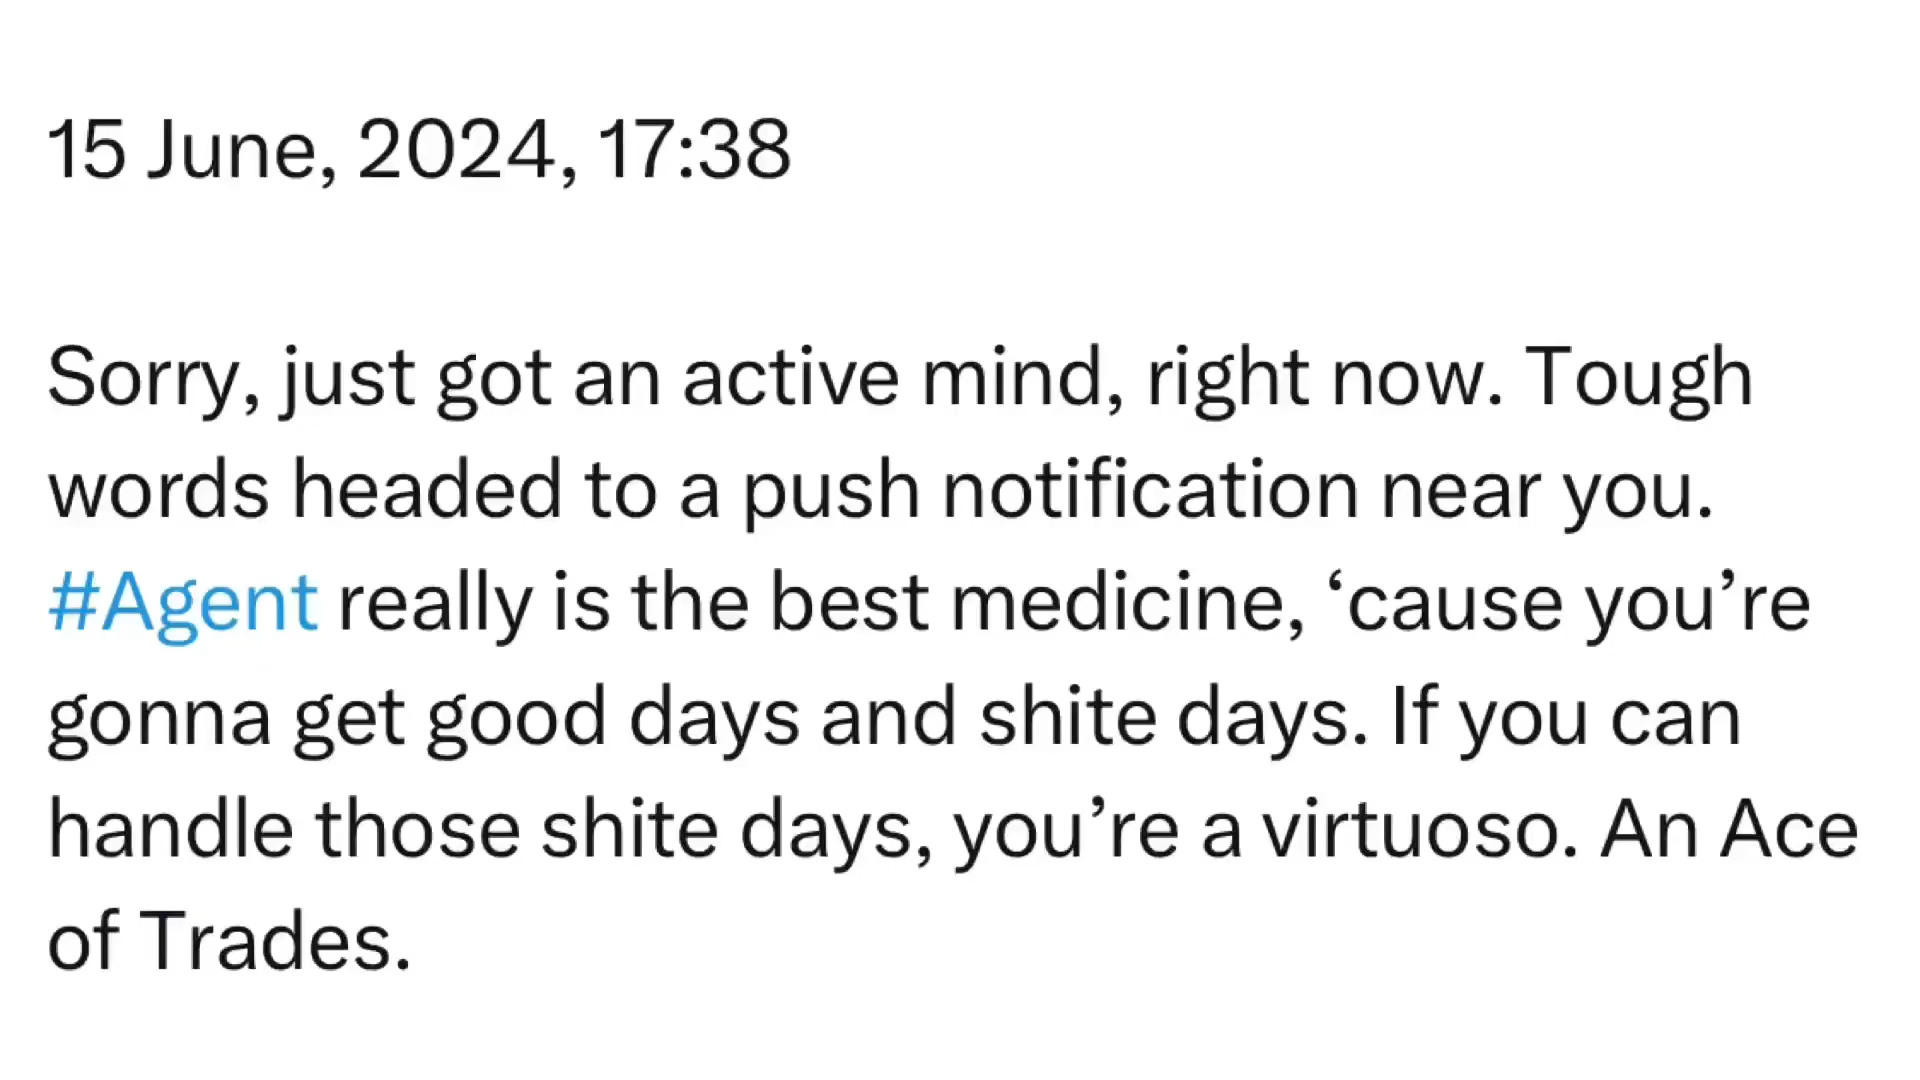 15 June, 2024, 17:38
Sorry, just got an active mind, right now. Tough
words headed to a push notification near you.
#Agent really is the best medicine, ‘cause you’re
gonna get good days and shite days. If you can
handle those shite days, you’re a virtuoso. An Ace
of Trades.